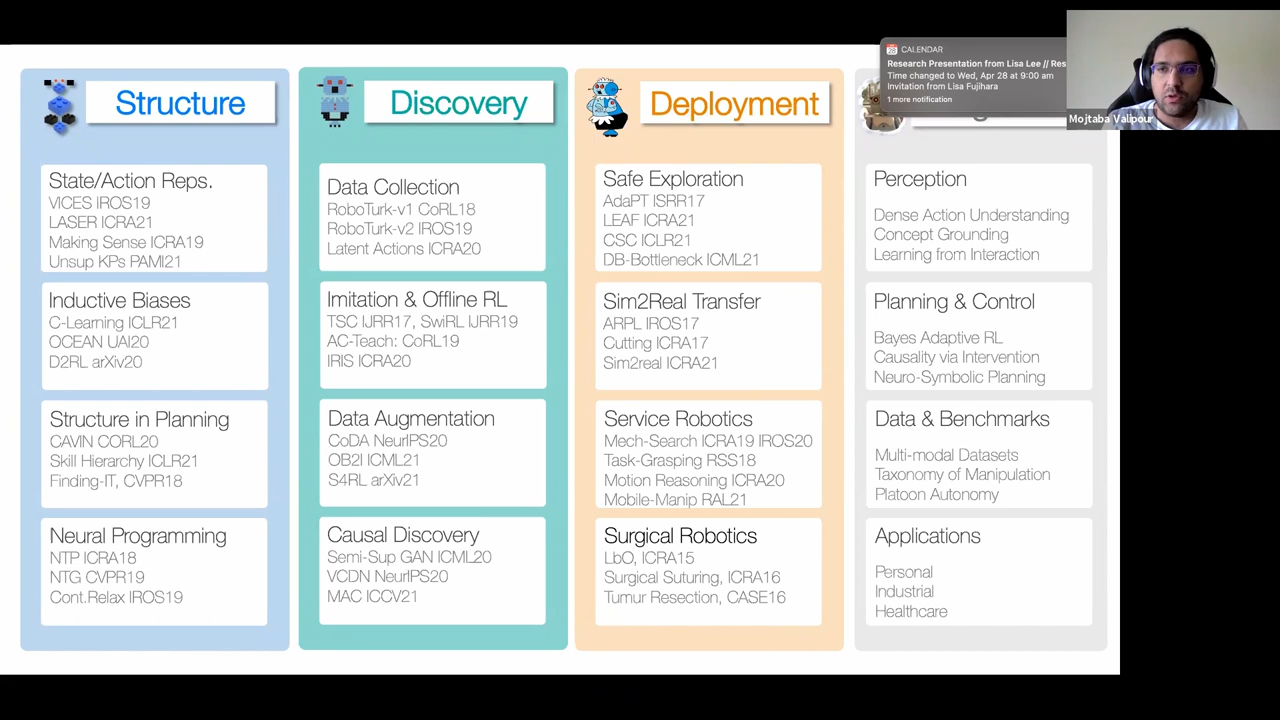 Structure
State/Action Reps.
VICES IROS19
LASER ICRA21
Making Sense ICRA19
Unsup KPs PAMI21
Inductive Biases
C-Learning ICLR21
OCEAN UAI20
D2RL arXiv20
Structure in Planning
CAVIN CORL20
Skill Hierarchy ICLR21
Finding-IT, CVPR18
Neural Programming
NTP ICRA18
NTG CVPR19
Cont.Relax IROS19
Discovery
Data Collection
RoboTurk-v1 CoRL18
RoboTurk-v2 IROS19
Latent Actions ICRA20
Imitation & Offline RL
TSC IJRR17, SwiRL IJRR19
AC-Teach: CoRL19
IRIS ICRA20
Data Augmentation
CoDA NeurIPS20
OB2I ICML21
S4RL arXiv21
Causal Discovery
Semi-Sup GAN ICML20
VCDN NeurIPS20
MAC ICCV21
Deployment
Safe Exploration
AdaPT ISRR17
LEAF ICRA21
CSC ICLR21
DB-Bottleneck ICML21
Sim2Real Transfer
ARPL IROS17
Cutting ICRA17
Sim2real ICRA21
Service Robotics
Mech-Search ICRA19 IROS20
Task-Grasping RSS18
Motion Reasoning ICRA20
Mobile-Manip RAL21
Surgical Robotics
LbO, ICRA15
Surgical Suturing, ICRA16
Tumur Resection, CASE16
CALENDAR
Research Presentation from Lisa Lee // Res
Time changed to Wed, Apr 28 at 9:00 am
Invitation from Lisa Fujihara
1 more notification
Mojtaba Valipour
Perception
Dense Action Understanding
Concept Grounding
Learning from Interaction
Planning & Control
Bayes Adaptive RL
Causality via Intervention
Neuro-Symbolic Planning
Data & Benchmarks
Multi-modal Datasets
Taxonomy of Manipulation
Platoon Autonomy
Applications
Personal
Industrial
Healthcare